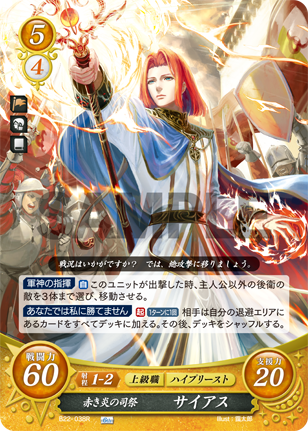 5
4
SAMPLE
戦況はいかがですか? では、総攻撃に移りましょう。
軍神の指揮 自 このユニットが出撃した時、主人公以外の後衛の
敵を3体まで選び、移動させる。
あなたでは私に勝てません 起 1ターンに1回 相手は自分の退避エリアに
あるカードをすべてデッキに加える。その後、デッキをシャッフルする。
戦闘力
60
射程 1-2 上級職 ハイプリースト
支援力
20
赤き炎の司祭 サイアス
B22-038R